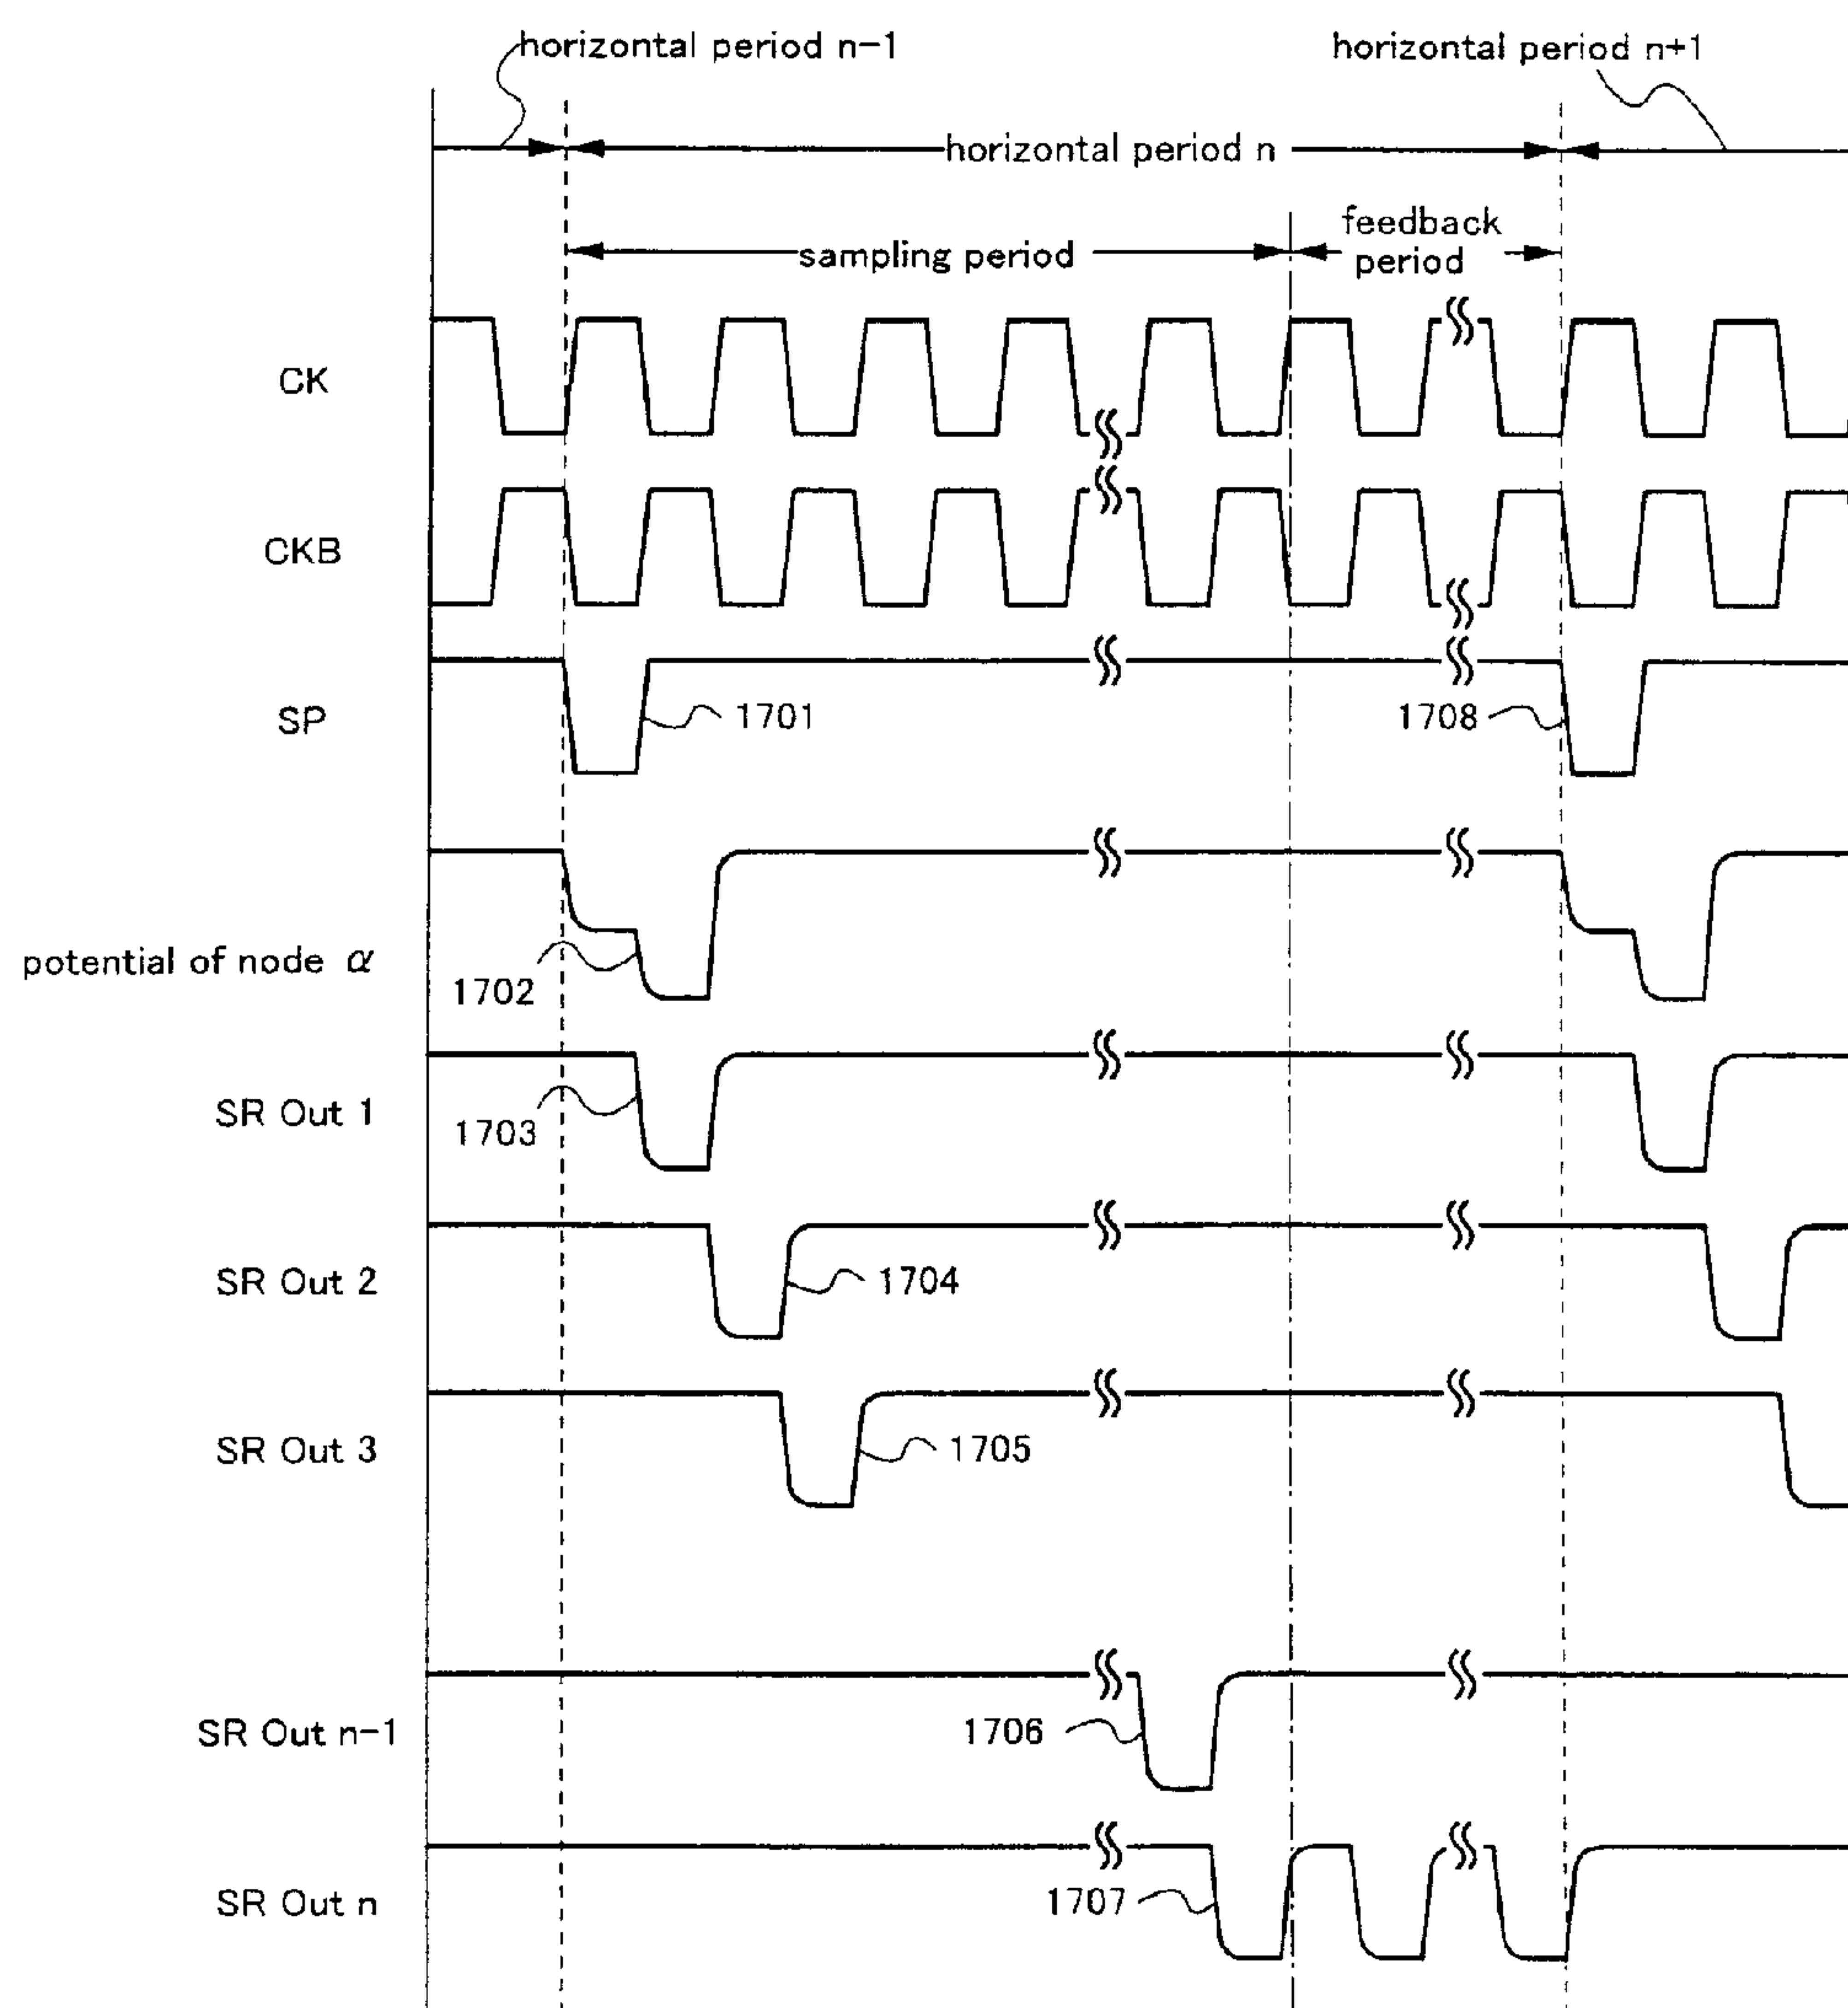 horizontal period n-1
horizontal period n+1
horizontal period n
feedback
period
sampling period
CK
CKB
SP
1701
1708
potential of node α
1702
SR Out 1
1703
SR Out 2
1704
SR Out 3
1705
SR Out n-1
1706
SR Out n
1707